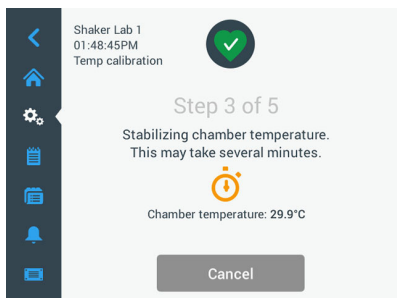 Shaker Lab 1
01:48:45PM
Temp calibration
Step 3 of 5
Stabilizing chamber temperature.
This may take several minutes.
Chamber temperature: 29.9°C
Cancel